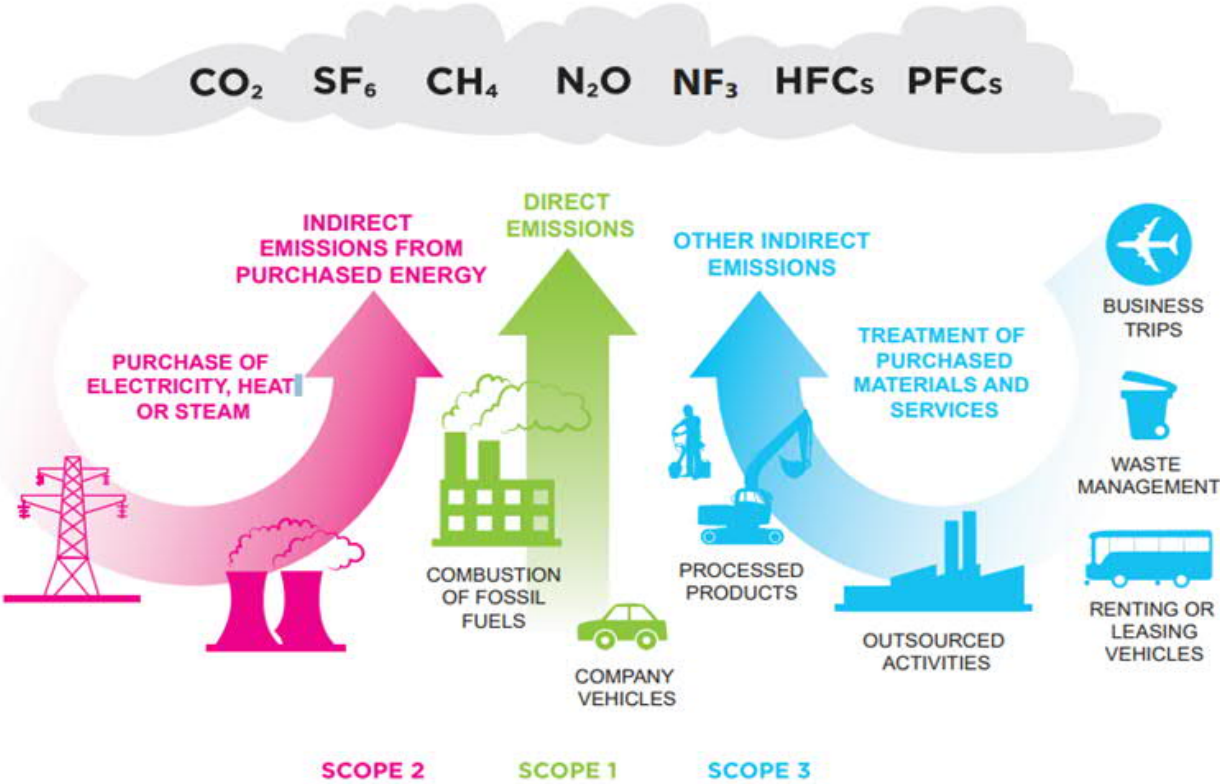 CO₂ SF₆ CH₄ N₂O NF₃ HFCs PFCs
INDIRECT
EMISSIONS FROM
PURCHASED ENERGY
DIRECT
EMISSIONS
OTHER INDIRECT
EMISSIONS
PURCHASE OF
ELECTRICITY, HEAT
OR STEAM
TREATMENT OF
PURCHASED
MATERIALS AND
SERVICES
BUSINESS
TRIPS
WASTE
MANAGEMENT
COMBUSTION
OF FOSSIL
FUELS
COMPANY
VEHICLES
PROCESSED
PRODUCTS
OUTSOURCED
ACTIVITIES
RENTING OR
LEASING
VEHICLES
SCOPE 2 SCOPE 1 SCOPE 3